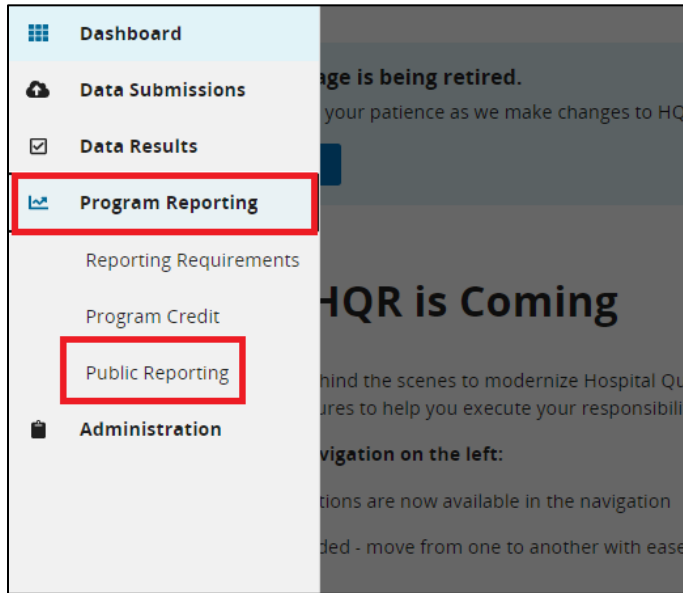 Dashboard
Data Submissions
Data Results
Program Reporting
Reporting Requirements
Program Credit
Public Reporting
Administration
age is being retired.
your patience as we make changes to HQ
HQR is Coming
hind the scenes to modernize Hospital Qu
ures to help you execute your responsibili
vigation on the left:
tions are now available in the navigation
ded - move from one to another with ease